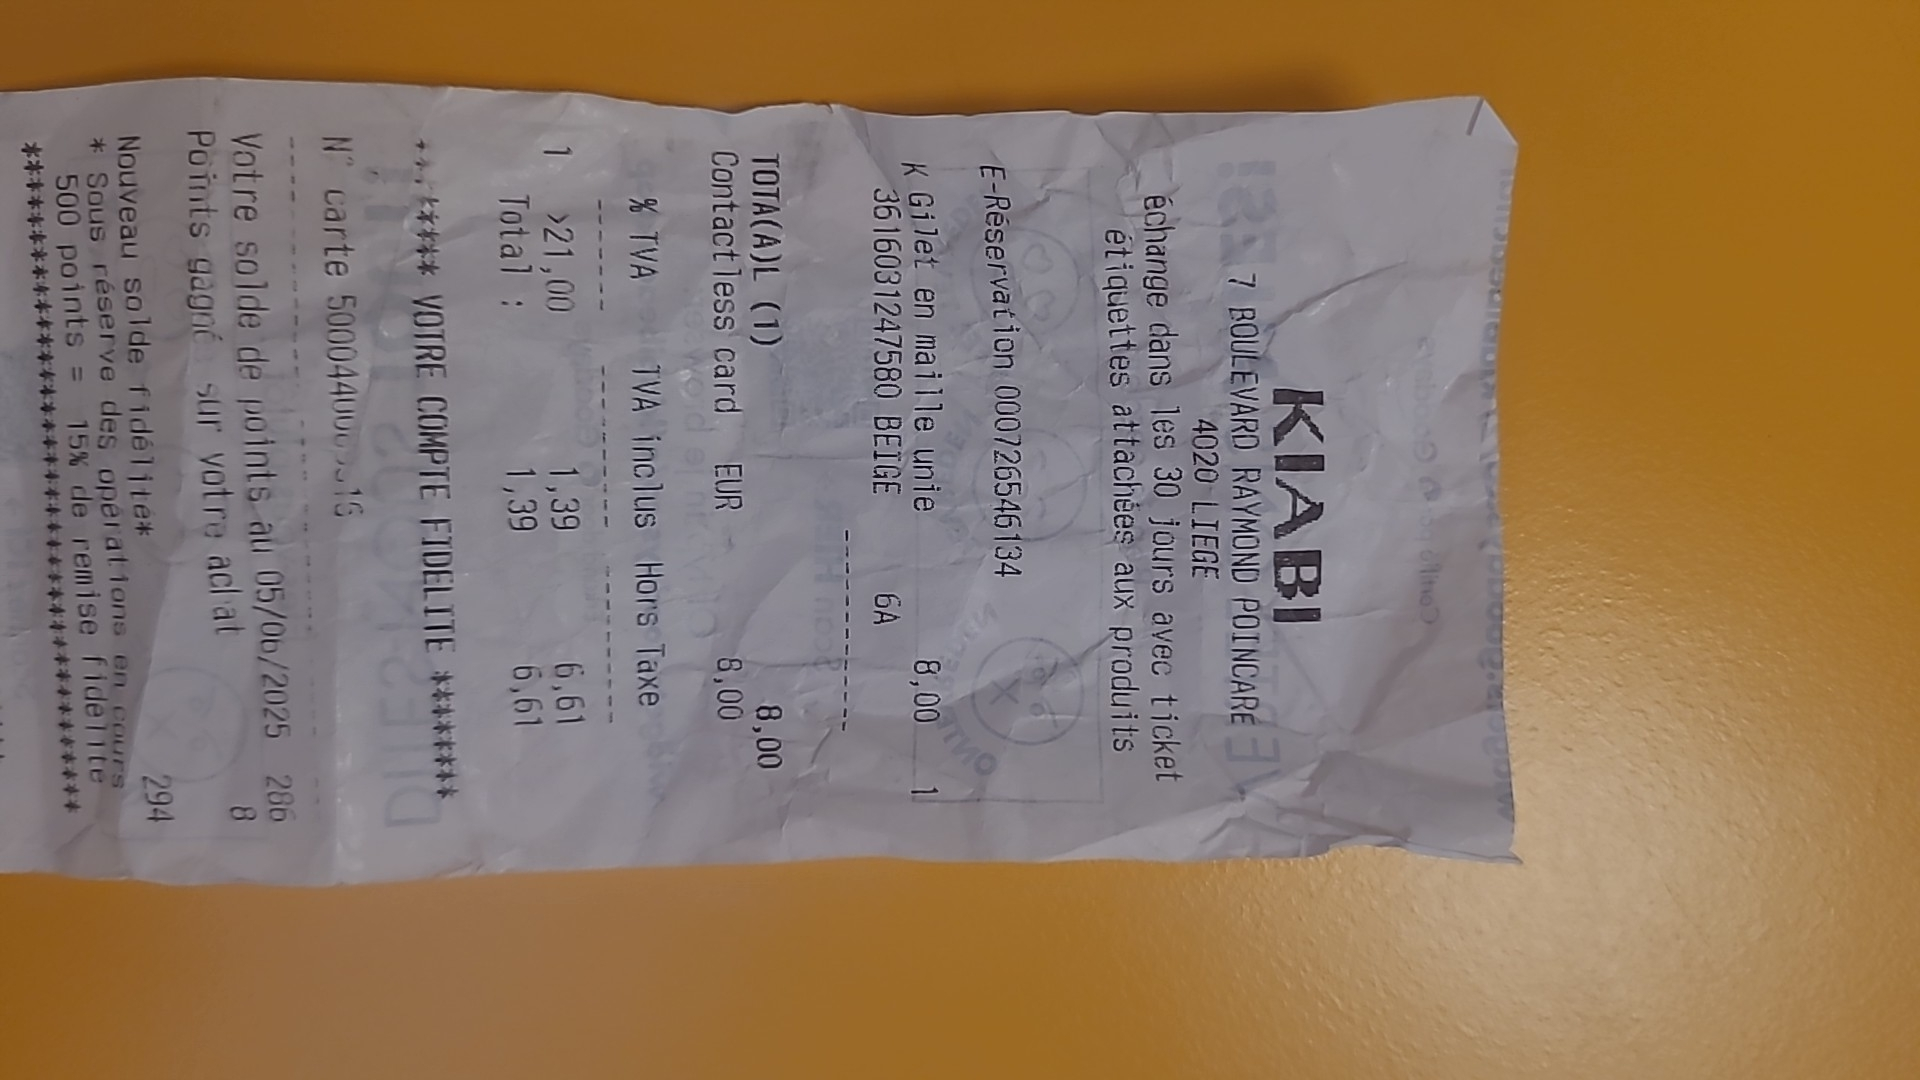 KIABI
7 BOULEVARD RAYMOND POINCARE
4020 LIEGE
échange dans les 30 jours avec ticket
étiquettes attachées aux produits
E-Réservation 000726546134
K Gilet en maille unie 8,00 1
3616031247580 BEIGE 6A
TOTA(A)L (1) 8,00
Contactless card EUR 8,00
% TVA TVA inclus Hors Taxe
1 >21,00 1,39 6,61
Total : 1,39 6,61
******* VOTRE COMPTE FIDELITE *******
N° carte
Votre solde de points au 05/06/2025 286
Points gagné sur votre achat 8
Nouveau solde fidélité* 294
* Sous réserve des opérations en cours
500 points = 15% de remise fidélité